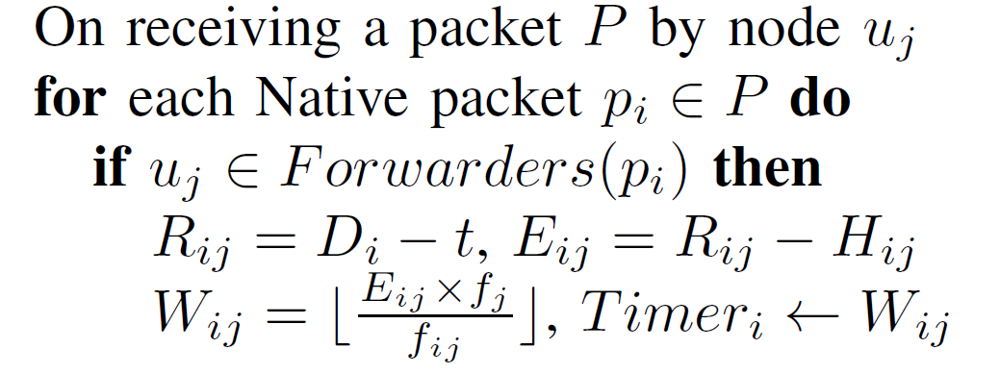 On receiving a packet $P$ by node $u_j$
**for** each Native packet $p_i \in P$ **do**
**if** $u_j \in Forwarders(p_i)$ **then**
$R_{ij} = D_i - t$, $E_{ij} = R_{ij} - H_{ij}$
$W_{ij} = \lfloor \frac{E_{ij} \times f_j}{f_{ij}} \rfloor$, $Timer_i \leftarrow W_{ij}$